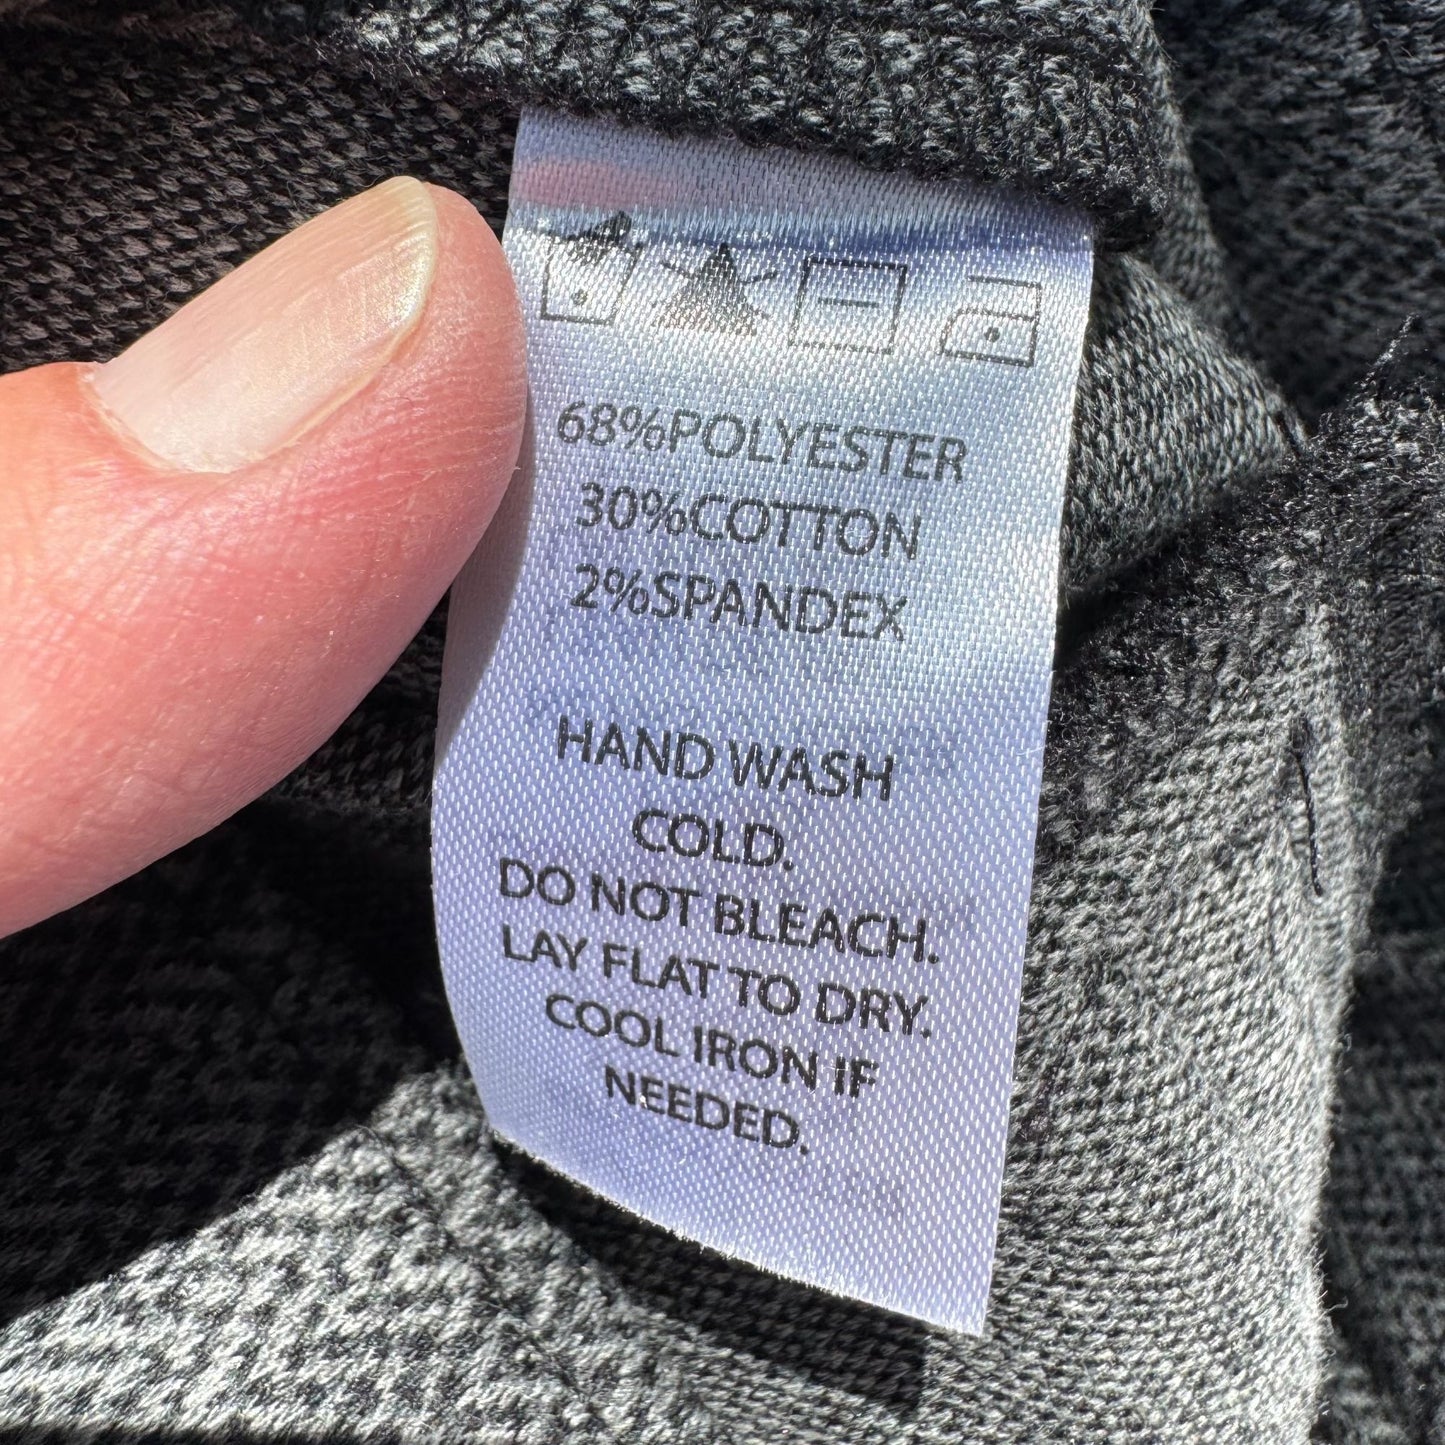 68%POLYESTER
30%COTTON
2%SPANDEX
HAND WASH
COLD.
DO NOT BLEACH.
LAY FLAT TO DRY.
COOL IRON IF
NEEDED.